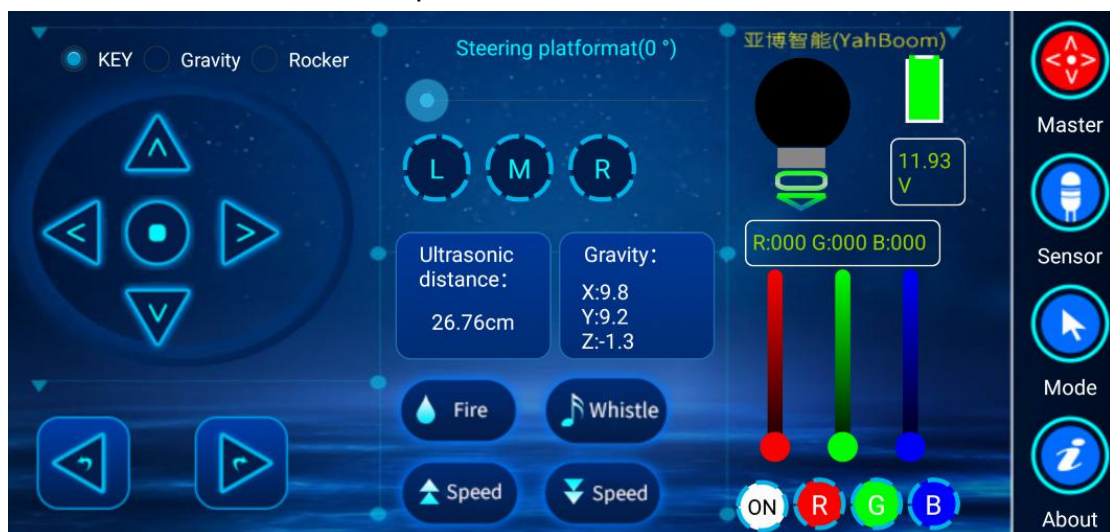 KEY
Gravity
Rocker
Steering platformat(0 °)
L
M
R
Ultrasonic
distance：
26.76cm
Gravity：
X:9.8
Y:9.2
Z:-1.3
Fire
Whistle
Speed
Speed
亚博智能(YahBoom)
11.93
V
R:000 G:000 B:000
ON
R
G
B
Master
Sensor
Mode
About